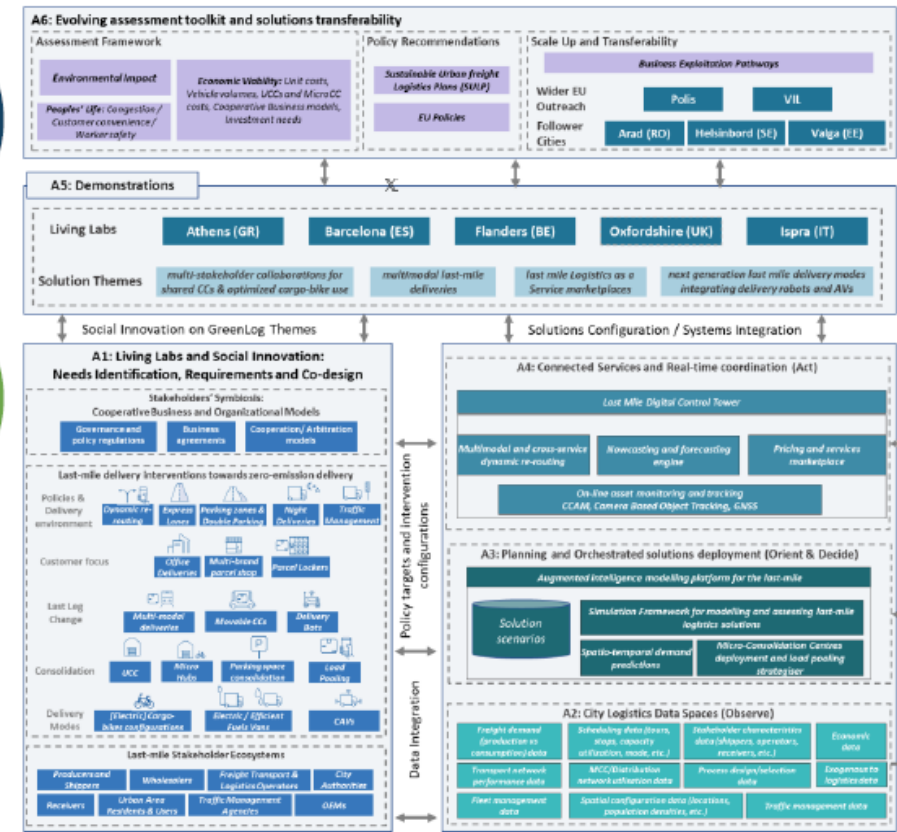 A6: Evolving assessment toolkit and solutions transferability
Assessment Framework
Environmental Impact
Peoples' Life: Congestion /
Customer convenience /
Worker safety
Economic Viability: Unit costs,
Vehicle volumes, UCCs and MicroCC
costs, Cooperative Business models,
Investment needs
Policy Recommendations
Sustainable Urban freight
Logistics Plans (SULP)
EU Policies
Scale Up and Transferability
Business Exploitation Pathways
Wider EU
Outreach
Polis
VIL
Follower
Cities
Arad (RO)
Helsinbord (SE)
Valga (EE)
A5: Demonstrations
Living Labs
Athens (GR)
Barcelona (ES)
Flanders (BE)
Oxfordshire (UK)
Ispra (IT)
Solution Themes
multi-stakeholder collaborations for
shared CCs & optimized cargo-bike use
multimodal last-mile
deliveries
last mile Logistics as a
Service marketplaces
next generation last mile delivery modes
integrating delivery robots and AVs
Social Innovation on GreenLog Themes
Solutions Configuration / Systems Integration
A1: Living Labs and Social Innovation:
Needs Identification, Requirements and Co-design
Stakeholders' Symbiosis:
Cooperative Business and Organizational Models
Governance and
policy regulations
Business
agreements
Cooperation/ Arbitration
models
Last-mile delivery interventions towards zero-emission delivery
Policies &
Delivery
environment
Dynamic re-
routing
Express
Lanes
Parking zones &
Double Parking
Night
Deliveries
Traffic
Management
Customer focus
Office
Deliveries
Multi-brand
parcel shop
Parcel Lockers
Last Leg
Change
Multi-modal
deliveries
Movable CCs
Delivery
Bots
Consolidation
UCC
Micro
Hubs
P
Parking space
consolidation
Load
Pooling
Delivery
Modes
(Electric) Cargo-
bikes configurations
Electric / Efficient
Fuels Vans
CAVs
Last-mile Stakeholder Ecosystems
Producers and
Shippers
Wholesalers
Freight Transport &
Logistics Operators
City
Authorities
Receivers
Urban Area
Residents & Users
Traffic Management
Agencies
OEMs
Policy targets and intervention
configurations
Data Integration
A4: Connected Services and Real-time coordination (Act)
Last Mile Digital Control Tower
Multimodal and cross-service
dynamic re-routing
Nowcasting and forecasting
engine
Pricing and services
marketplace
On-line asset monitoring and tracking
CCAM, Camera Based Object Tracking, GNSS
A3: Planning and Orchestrated solutions deployment (Orient & Decide)
Augmented Intelligence modelling platform for the last-mile
Solution
scenarios
Simulation Framework for modelling and assessing last-mile
logistics solutions
Spatio-temporal demand
predictions
Micro-Consolidation Centres
deployment and load pooling
strategiser
A2: City Logistics Data Spaces (Observe)
Freight demand
(production vs
consumption) data
Scheduling data (tours,
stops, capacity
utilization, mode, etc.)
Stakeholder characteristics
data (shippers, operators,
receivers, etc.)
Economic
data
Transport network
performance data
MCC/Distribution
network utilisation data
Process design/selection
data
Exogenous to
logistics data
Fleet management
data
Spatial configuration data (locations,
population densities, etc.)
Traffic management data